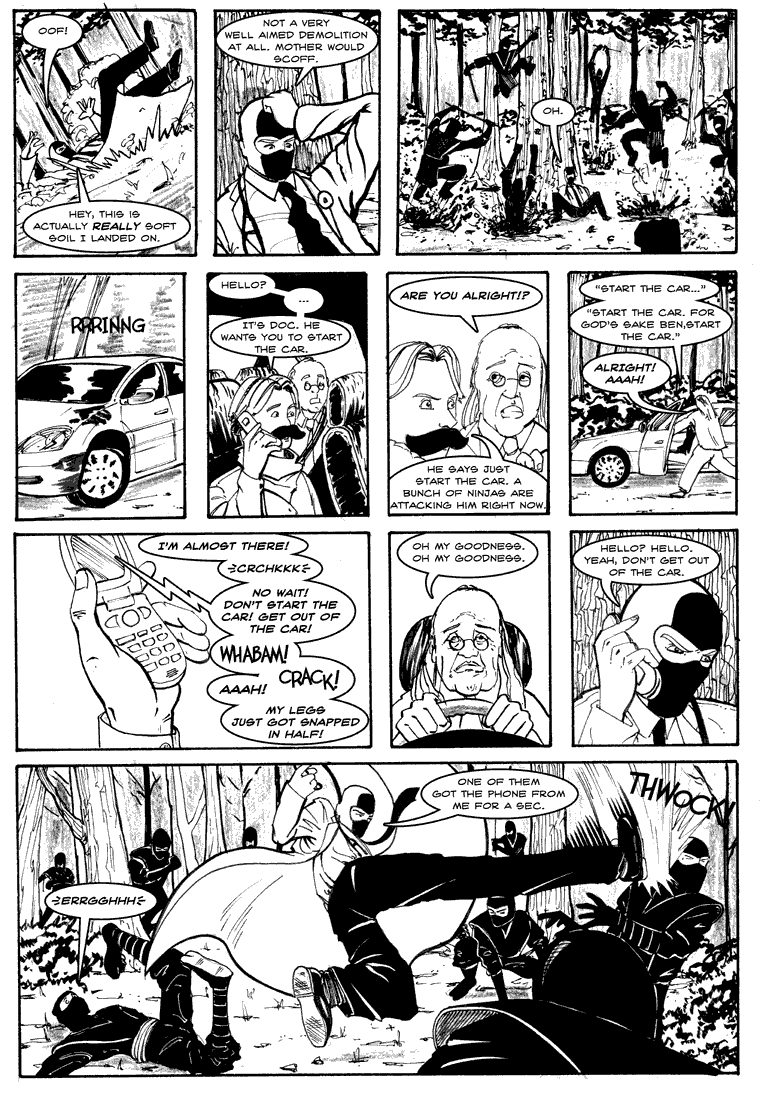 OOF!
HEY, THIS IS
ACTUALLY REALLY SOFT
SOIL I LANDED ON.
NOT A VERY
WELL AIMED DEMOLITION
AT ALL. MOTHER WOULD
SCOFF.
OH.
RRRINNG
HELLO?
...
IT'S DOC. HE
WANTS YOU TO START
THE CAR.
ARE YOU ALRIGHT!?
HE SAYS JUST
START THE CAR. A
BUNCH OF NINJAS ARE
ATTACKING HIM RIGHT NOW.
"START THE CAR..."
"START THE CAR. FOR
GOD'S SAKE BEN,START
THE CAR."
ALRIGHT!
AAAH!
I'M ALMOST THERE!
CRCHKKK
NO WAIT!
DON'T START THE
CAR! GET OUT OF
THE CAR!
WHABAM!
CRACK!
AAAH!
MY LEGS
JUST GOT SNAPPED
IN HALF!
OH MY GOODNESS.
OH MY GOODNESS.
HELLO? HELLO.
YEAH, DON'T GET OUT
OF THE CAR.
ONE OF THEM
GOT THE PHONE FROM
ME FOR A SEC.
THWOCK!
ERRGGHHH